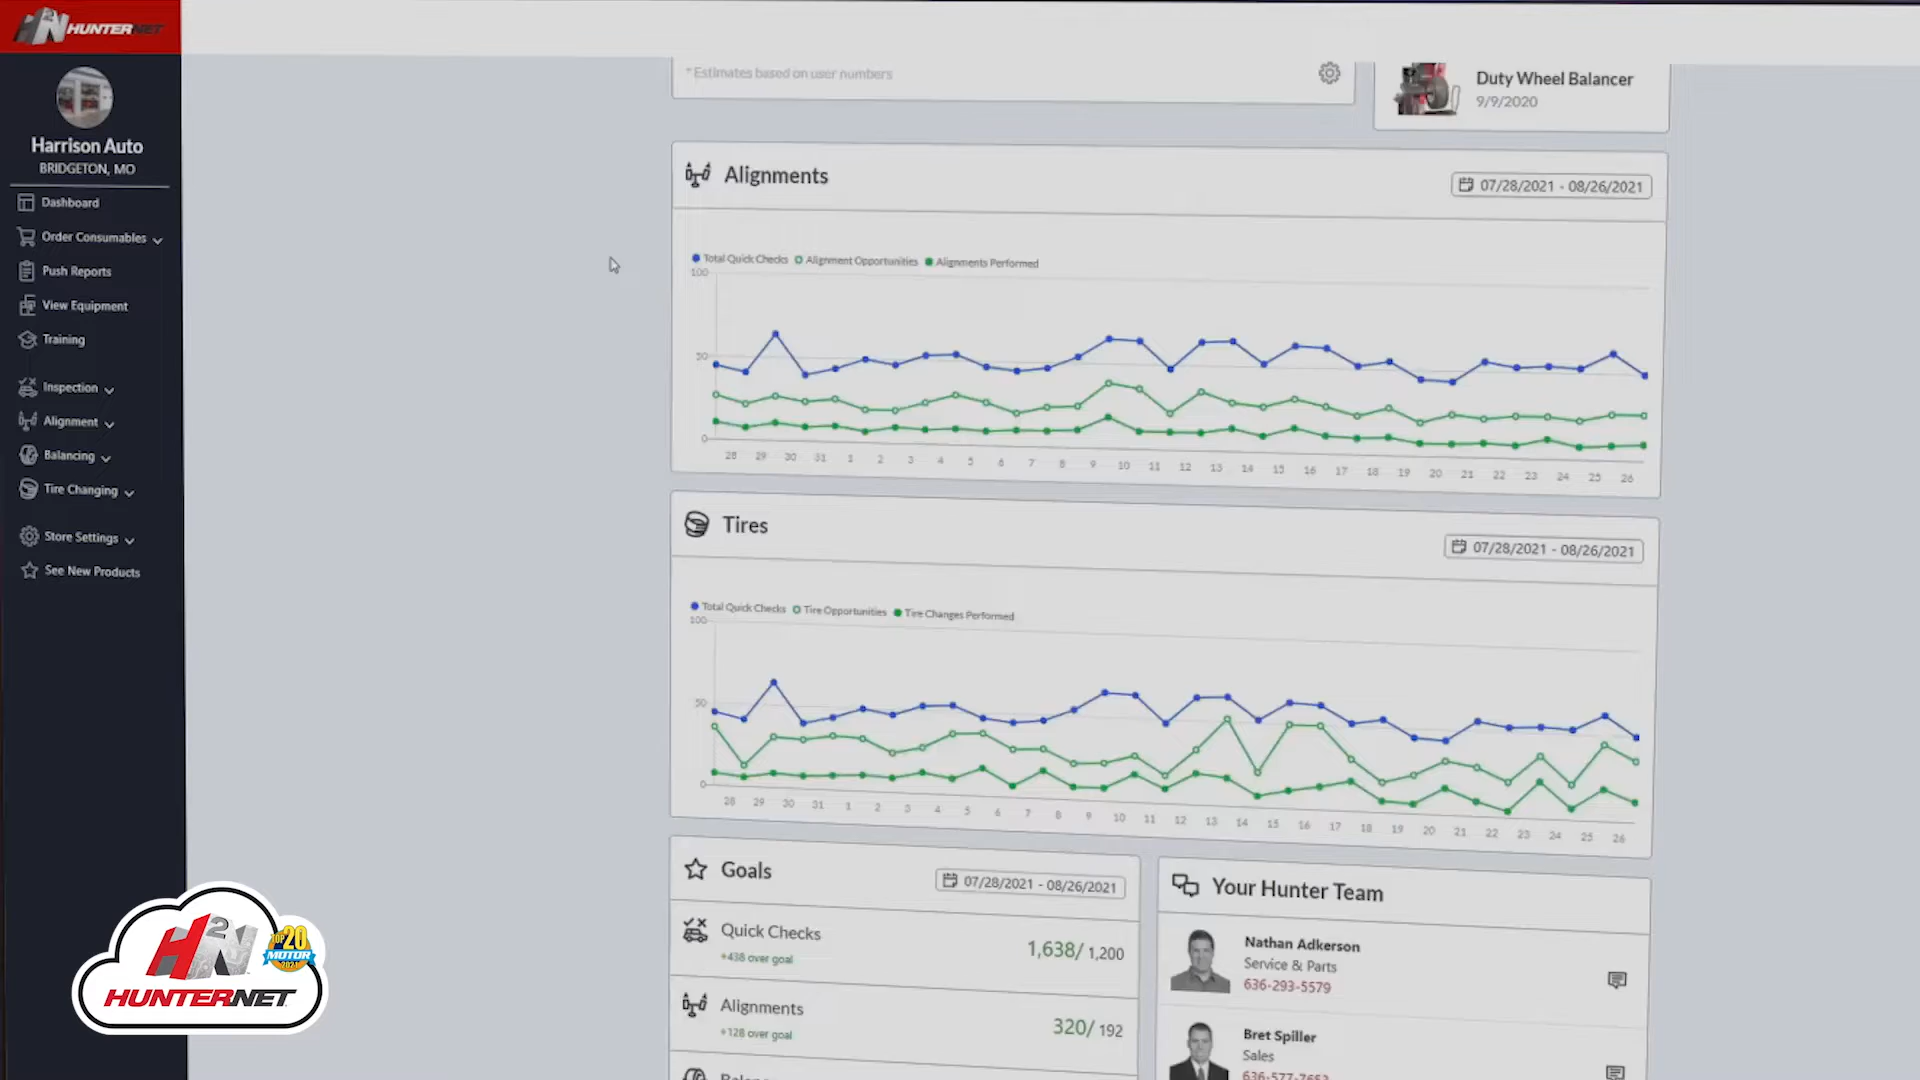 HUNTERNET
Harrison Auto
BRIDGETON, MO
Dashboard
Order Consumables
Push Reports
View Equipment
Training
Inspection
Alignment
Balancing
Tire Changing
Store Settings
See New Products
* Estimates based on user numbers
Duty Wheel Balancer
9/9/2020
Alignments
07/28/2021 - 08/26/2021
Total Quick Checks Alignment Opportunities Alignments Performed
100
50
0
28 29 30 31 1 2 3 4 5 6 7 8 9 10 11 12 13 14 15 16 17 18 19 20 21 22 23 24 25 26
Tires
07/28/2021 - 08/26/2021
Total Quick Checks Tire Opportunities Tire Changes Performed
100
50
0
28 29 30 31 1 2 3 4 5 6 7 8 9 10 11 12 13 14 15 16 17 18 19 20 21 22 23 24 25 26
Goals
07/28/2021 - 08/26/2021
Quick Checks
+438 over goal
1,638/ 1,200
Alignments
+128 over goal
320/ 192
Your Hunter Team
Nathan Adkerson
Service & Parts
636-293-5579
Bret Spiller
Sales
H2N
HUNTERNET
TOP 20
MOTOR
2021